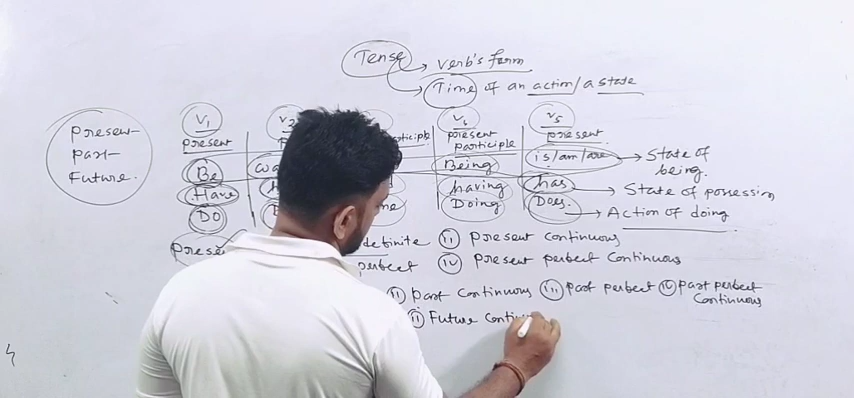 Tense
Verb's form
Time of an action / a state
Present
Past
Future.
V1 V2 V4 V5
present participle present participle present
Be Being is/am/are State of being.
Have having has State of possession
Do Doing Does. Action of doing
definite (ii) present continuous
perfect (iv) present perfect Continuous
(ii) Past Continuous (iii) past perfect (iv) past perfect Continuous
(ii) Future